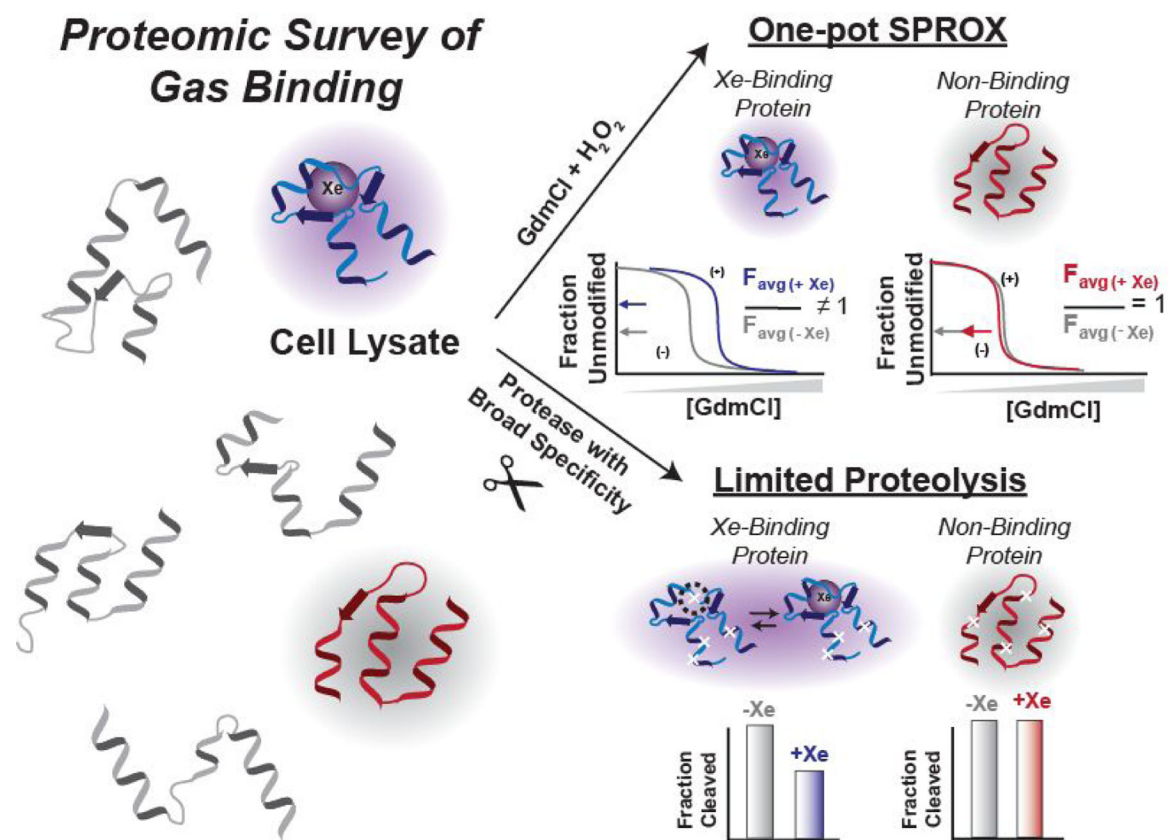 Proteomic Survey of
Gas Binding
Xe
Cell Lysate
GdmCl + H2O2
Protease with
Broad Specificity
One-pot SPROX
Xe-Binding
Protein
Non-Binding
Protein
Xe
Fraction
Unmodified
(+)
(-)
Favg (+ Xe)
Favg (-Xe)
≠ 1
[GdmCl]
Fraction
Unmodified
(+)
(-)
Favg (+ Xe)
Favg (- Xe)
= 1
[GdmCl]
Limited Proteolysis
Xe-Binding
Protein
Non-Binding
Protein
Xe
-Xe
+Xe
Fraction
Cleaved
-Xe
+Xe
Fraction
Cleaved